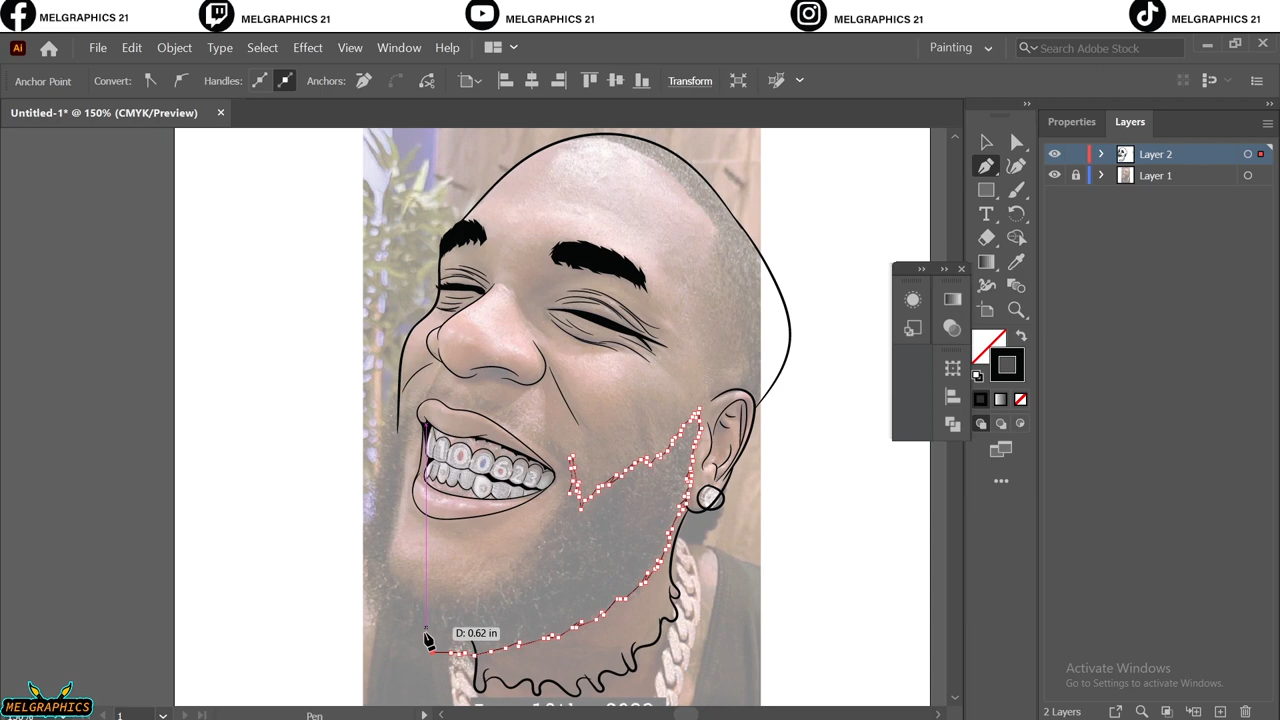 MELGRAPHICS 21
MELGRAPHICS 21
MELGRAPHICS 21
MELGRAPHICS 21
MELGRAPHICS 21
Ai
File Edit Object Type Select Effect View Window Help
Painting
Search Adobe Stock
Anchor Point
Convert:
Handles:
Anchors:
Transform
Untitled-1* @ 150% (CMYK/Preview)
Properties
Layers
Layer 2
Layer 1
D: 0.62 in
Activate Windows
Go to Settings to activate Windows.
MELGRAPHICS
1
Pen
2 Layers